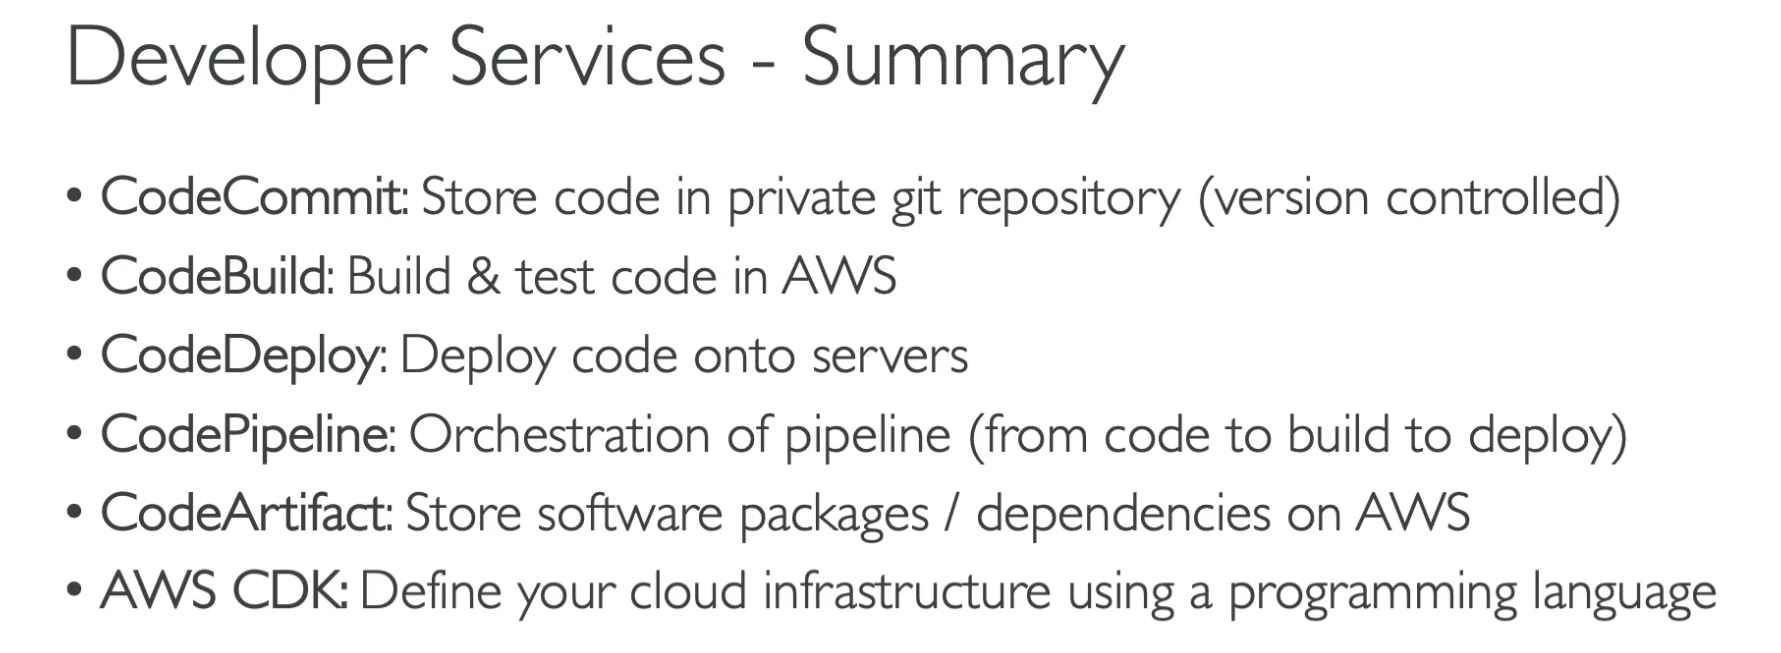 Developer Services - Summary
• CodeCommit: Store code in private git repository (version controlled)
• CodeBuild: Build & test code in AWS
• CodeDeploy: Deploy code onto servers
• CodePipeline: Orchestration of pipeline (from code to build to deploy)
• CodeArtifact: Store software packages / dependencies on AWS
• AWS CDK: Define your cloud infrastructure using a programming language